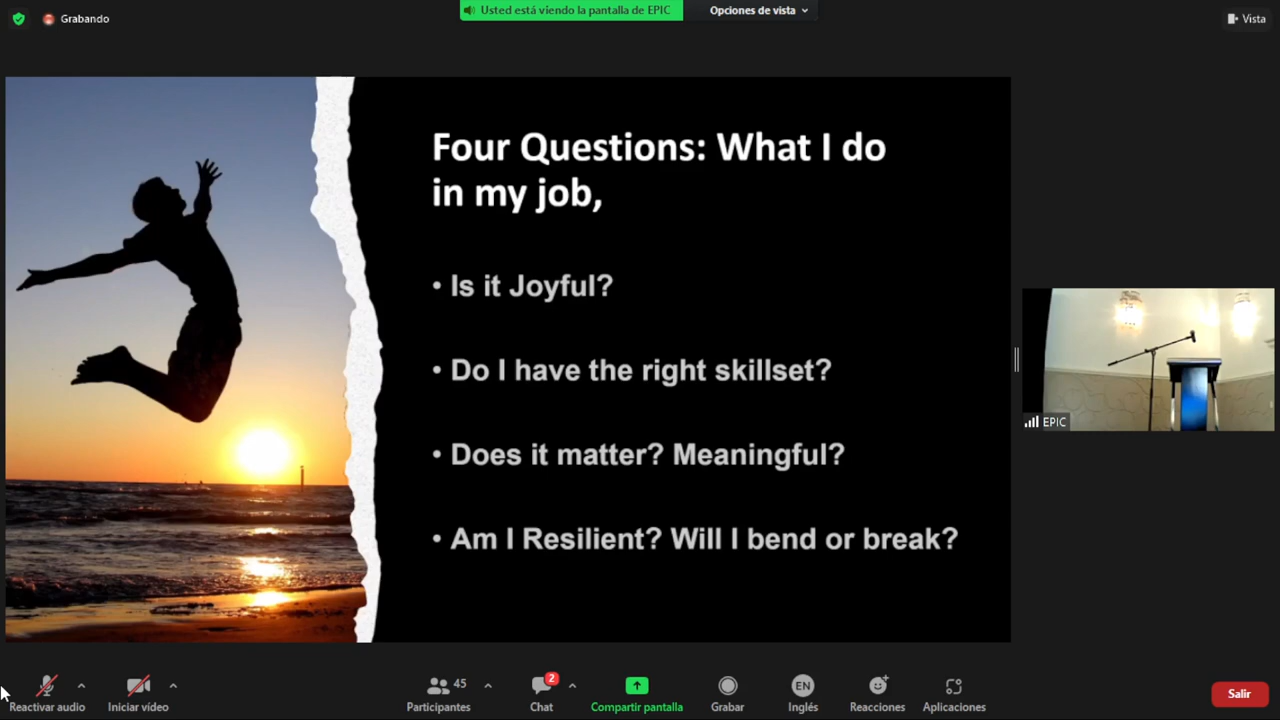 Grabando
Usted está viendo la pantalla de EPIC
Opciones de vista
Vista
Four Questions: What I do
in my job,
• Is it Joyful?
• Do I have the right skillset?
• Does it matter? Meaningful?
• Am I Resilient? Will I bend or break?
EPIC
Reactivar audio
Iniciar vídeo
45
Participantes
2
Chat
Compartir pantalla
Grabar
EN
Inglés
Reacciones
Aplicaciones
Salir